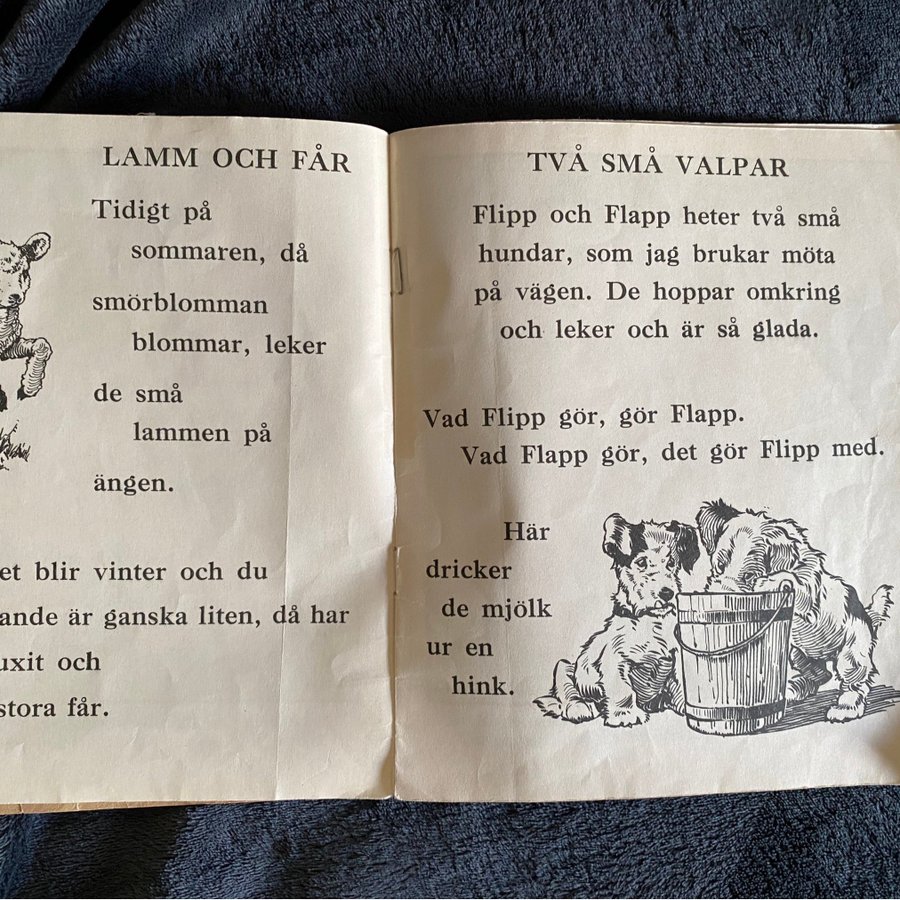 LAMM OCH FÅR
Tidigt på
sommaren, då
smörblomman
blommar, leker
de små
lammen på
ängen.
et blir vinter och du
ande är ganska liten, då har
uxit och
stora får.
TVÅ SMÅ VALPAR
Flipp och Flapp heter två små
hundar, som jag brukar möta
på vägen. De hoppar omkring
och leker och är så glada.
Vad Flipp gör, gör Flapp.
Vad Flapp gör, det gör Flipp med.
Här
dricker
de mjölk
ur en
hink.